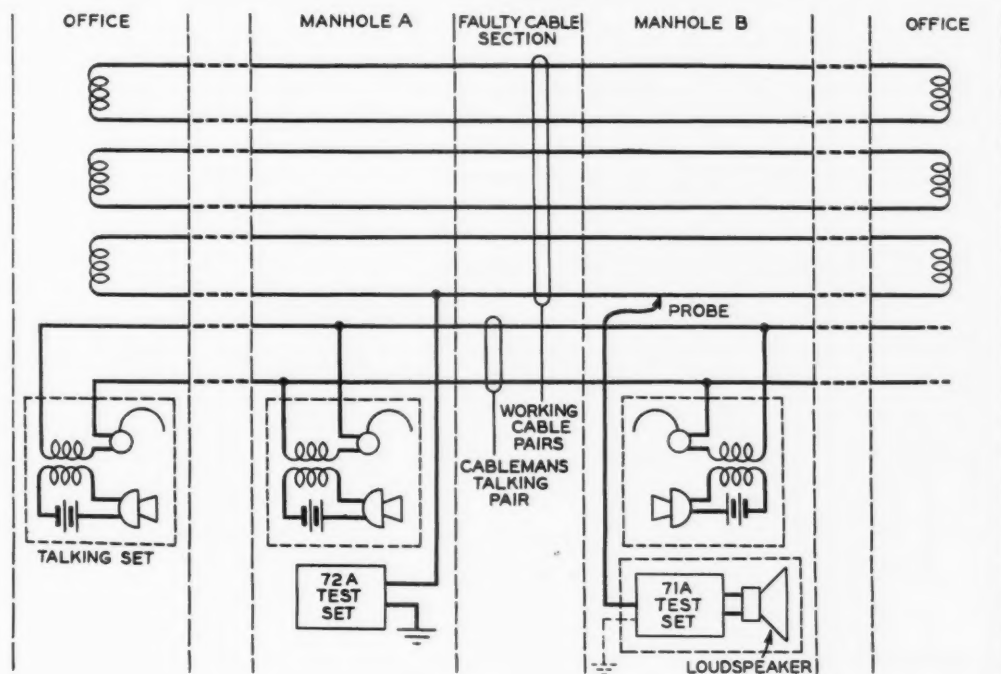 OFFICE
MANHOLE A
FAULTY CABLE
SECTION
MANHOLE B
OFFICE
PROBE
WORKING
CABLE
PAIRS
CABLEMANS
TALKING
PAIR
TALKING SET
72A
TEST
SET
71A
TEST
SET
LOUDSPEAKER